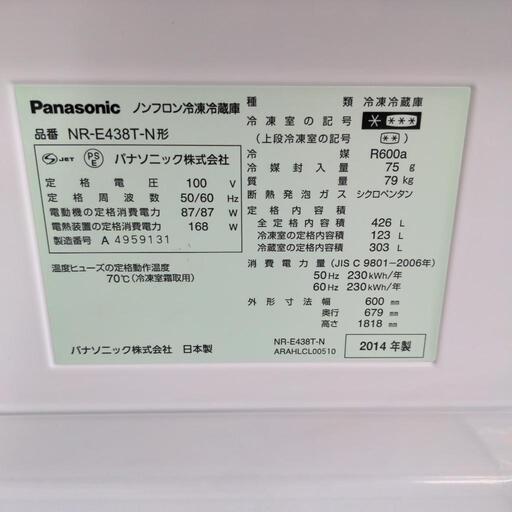 Panasonic ノンフロン冷凍冷蔵庫
品番 NR-E438T-N形
S JET PS E パナソニック株式会社
定格電圧 100 V
定格周波数 50/60 Hz
電動機の定格消費電力 87/87 W
電熱装置の定格消費電力 168 W
製造番号 A 4959131
温度ヒューズの定格動作温度
70℃(冷凍室霜取用)
パナソニック株式会社 日本製
種類 冷凍冷蔵庫
冷凍室の記号 ****
(上段冷凍室の記号 **)
冷媒 R600a
冷媒封入量 75 g
質量 79 kg
断熱発泡ガス シクロペンタン
定格内容積
全定格内容積 426 L
冷凍室の定格内容積 123 L
冷蔵室の定格内容積 303 L
消費電力量(JIS C 9801-2006年)
50Hz 230 kWh/年
60Hz 230 kWh/年
外形寸法 幅 600 mm
奥行 679 mm
高さ 1818 mm
NR-E438T-N
ARAHLCL00510
2014年製